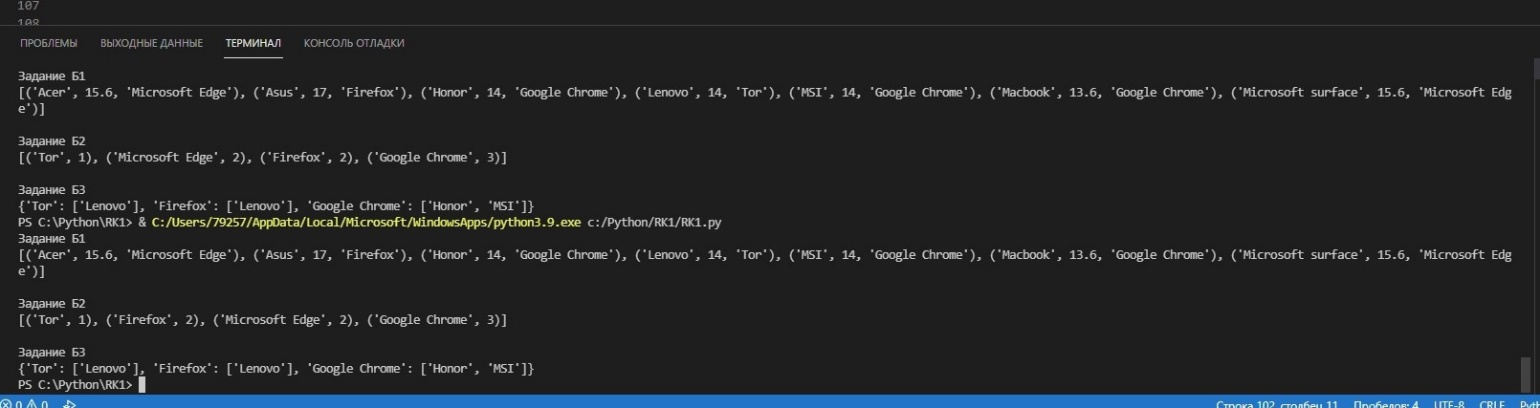 107
108
ПРОБЛЕМЫ ВЫХОДНЫЕ ДАННЫЕ ТЕРМИНАЛ КОНСОЛЬ ОТЛАДКИ
Задание Б1
[('Acer', 15.6, 'Microsoft Edge'), ('Asus', 17, 'Firefox'), ('Honor', 14, 'Google Chrome'), ('Lenovo', 14, 'Tor'), ('MSI', 14, 'Google Chrome'), ('Macbook', 13.6, 'Google Chrome'), ('Microsoft surface', 15.6, 'Microsoft Edg
e')]
Задание Б2
[('Tor', 1), ('Microsoft Edge', 2), ('Firefox', 2), ('Google Chrome', 3)]
Задание Б3
{'Tor': ['Lenovo'], 'Firefox': ['Lenovo'], 'Google Chrome': ['Honor', 'MSI']}
PS C:\Python\RK1> & C:/Users/79257/AppData/Local/Microsoft/WindowsApps/python3.9.exe c:/Python/RK1/RK1.py
Задание Б1
[('Acer', 15.6, 'Microsoft Edge'), ('Asus', 17, 'Firefox'), ('Honor', 14, 'Google Chrome'), ('Lenovo', 14, 'Tor'), ('MSI', 14, 'Google Chrome'), ('Macbook', 13.6, 'Google Chrome'), ('Microsoft surface', 15.6, 'Microsoft Edg
e')]
Задание Б2
[('Tor', 1), ('Firefox', 2), ('Microsoft Edge', 2), ('Google Chrome', 3)]
Задание Б3
{'Tor': ['Lenovo'], 'Firefox': ['Lenovo'], 'Google Chrome': ['Honor', 'MSI']}
PS C:\Python\RK1>
0 0 Строка 102, столбец 11 Пробелов: 4 UTF-8 CRLF Pyth